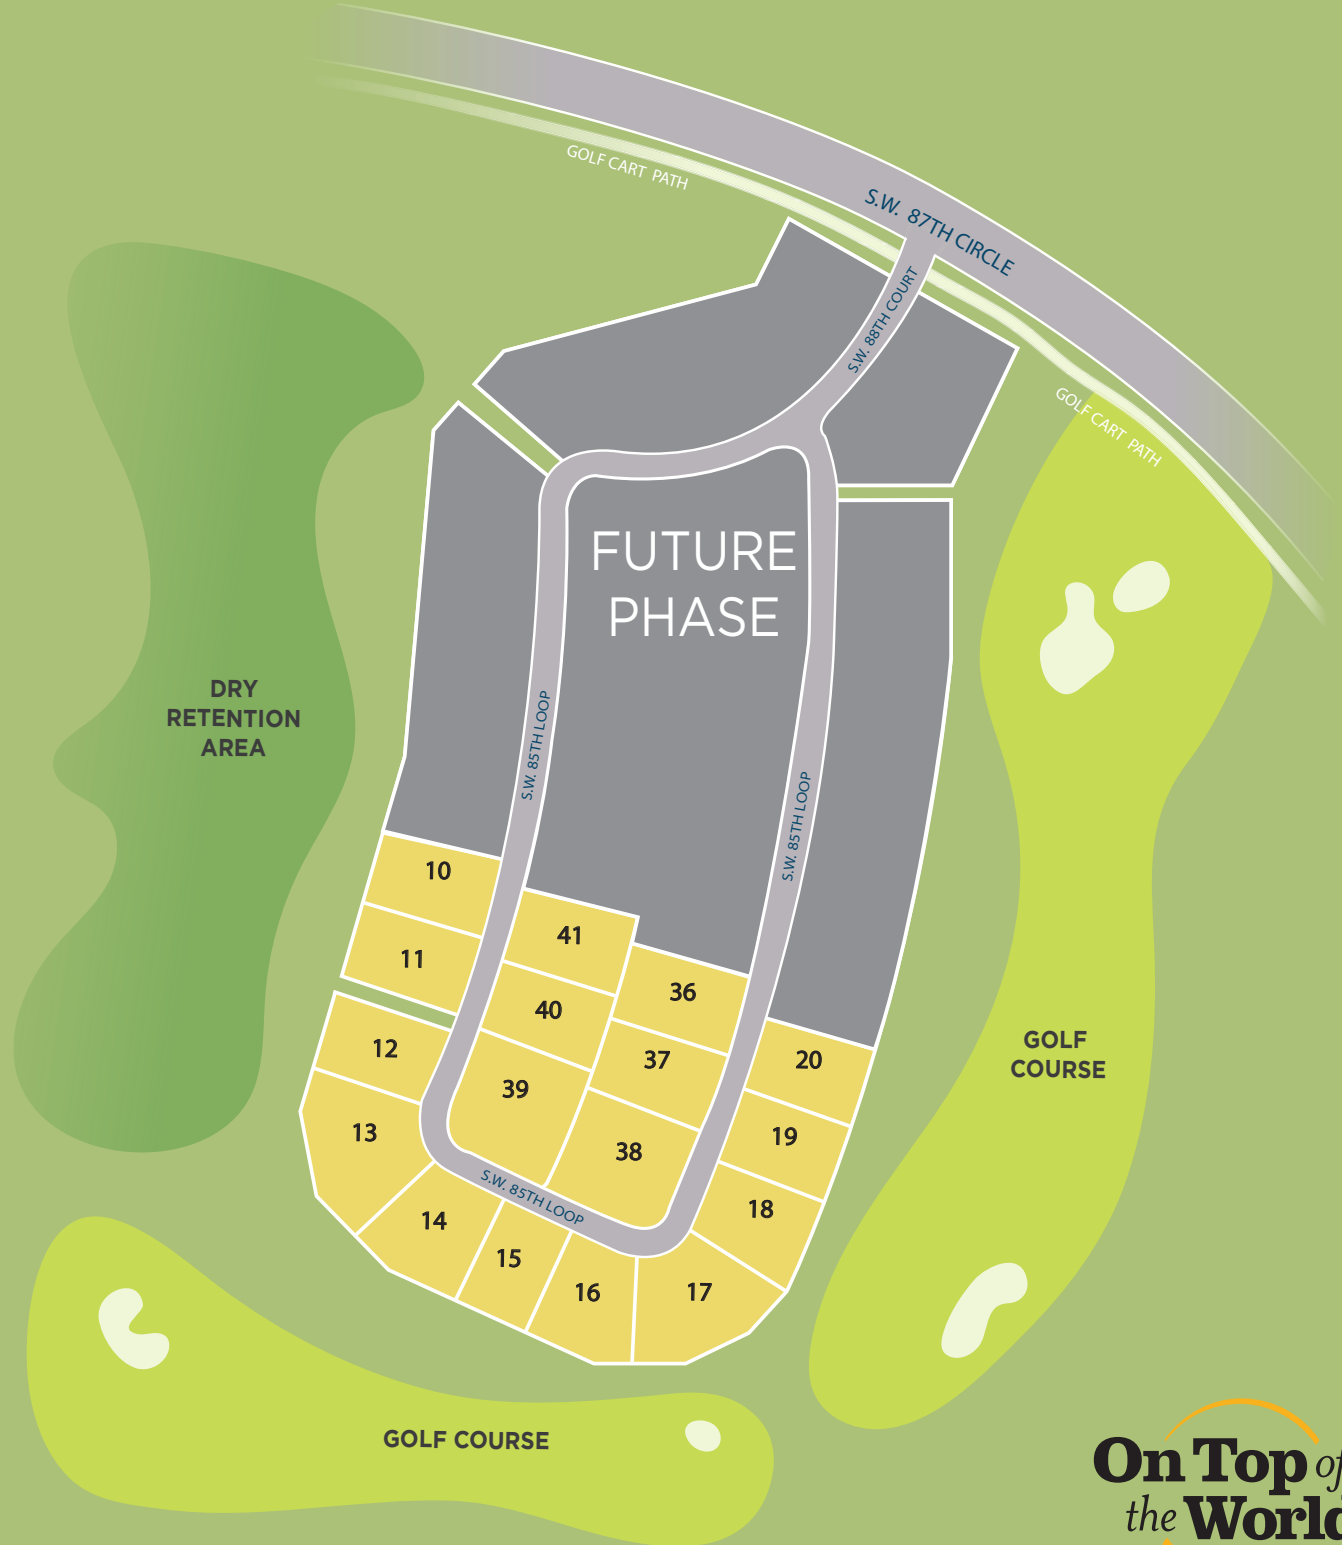 GOLF CART PATH
S.W. 87TH CIRCLE
S.W. 88TH COURT
GOLF CART PATH
FUTURE
PHASE
DRY
RETENTION
AREA
S.W. 85TH LOOP
S.W. 85TH LOOP
10
41
11
36
40
12
37
20
GOLF
COURSE
39
13
19
38
S.W. 85TH LOOP
14
18
15
16
17
GOLF COURSE
On Top of
the World